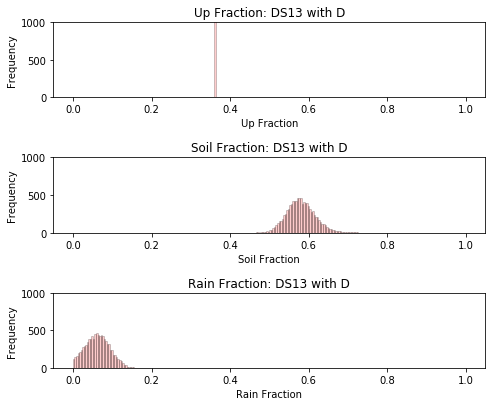 Up Fraction: DS13 with D
1000
500
0
Frequency
0.0 0.2 0.4 0.6 0.8 1.0
Up Fraction
Soil Fraction: DS13 with D
1000
500
0
Frequency
0.0 0.2 0.4 0.6 0.8 1.0
Soil Fraction
Rain Fraction: DS13 with D
1000
500
0
Frequency
0.0 0.2 0.4 0.6 0.8 1.0
Rain Fraction